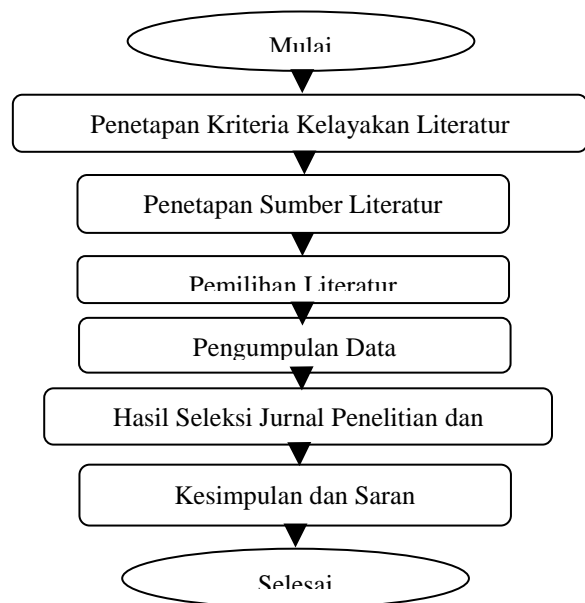 Mulai
Penetapan Kriteria Kelayakan Literatur
Penetapan Sumber Literatur
Pemilihan Literatur
Pengumpulan Data
Hasil Seleksi Jurnal Penelitian dan
Kesimpulan dan Saran
Selesai